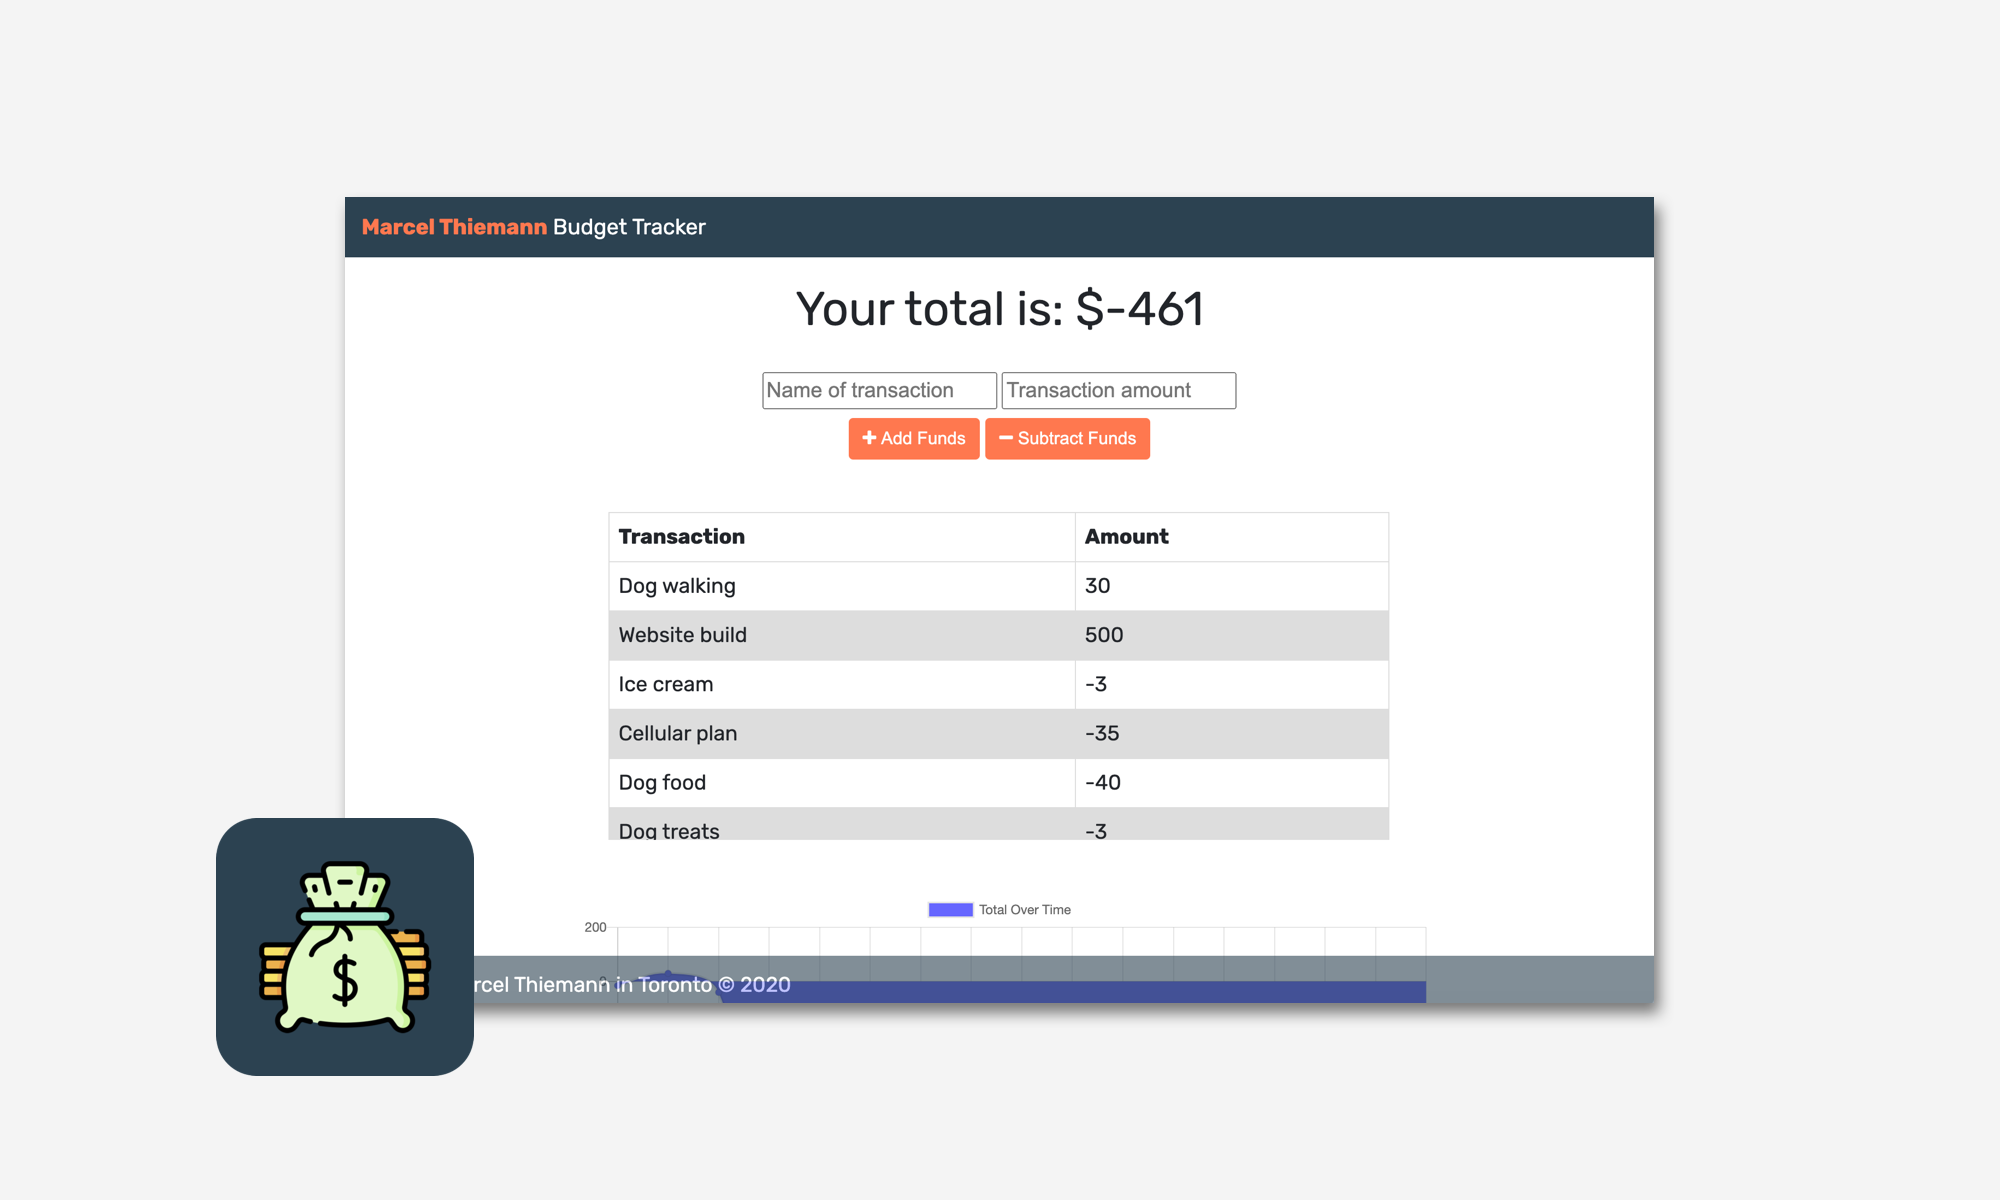 Marcel Thiemann Budget Tracker
Your total is: $-461
Name of transaction Transaction amount
Add Funds Subtract Funds
Transaction Amount
Dog walking 30
Website build 500
Ice cream -3
Cellular plan -35
Dog food -40
Dog treats -3
Total Over Time
200
rcel Thiemann in Toronto © 2020
$